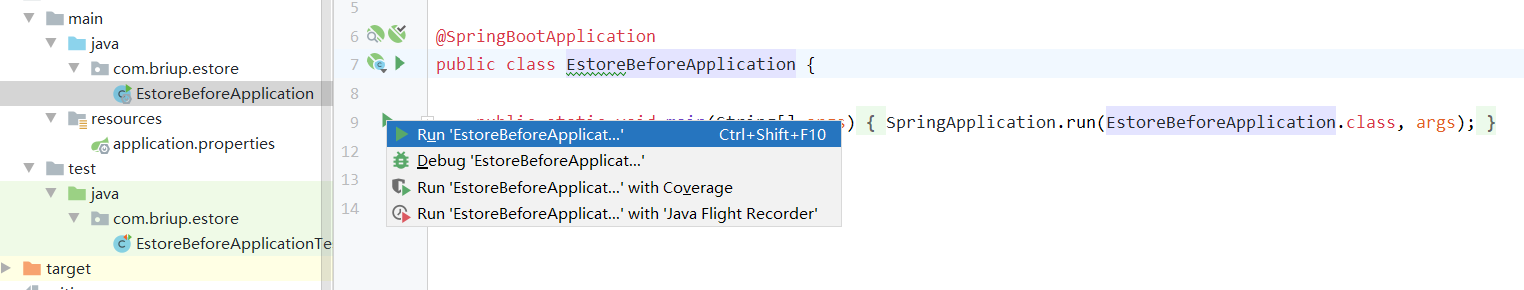 main
java
com.briup.estore
EstoreBeforeApplication
resources
application.properties
test
java
com.briup.estore
EstoreBeforeApplicationTe
target
5
6 @SpringBootApplication
7 public class EstoreBeforeApplication {
8
9 { SpringApplication.run(EstoreBeforeApplication.class, args); }
12
13
14
Run 'EstoreBeforeApplicat...' Ctrl+Shift+F10
Debug 'EstoreBeforeApplicat...'
Run 'EstoreBeforeApplicat...' with Coverage
Run 'EstoreBeforeApplicat...' with 'Java Flight Recorder'